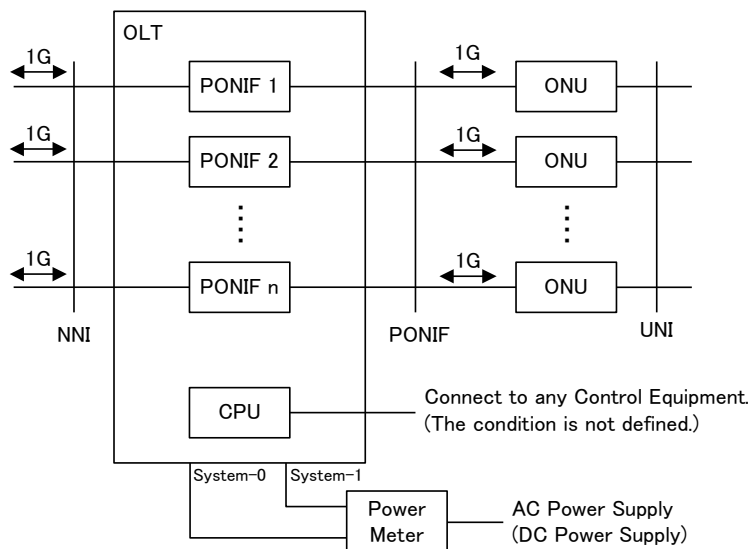 OLT
1G
PONIF 1
1G
ONU
1G
PONIF 2
1G
ONU
1G
PONIF n
1G
ONU
NNI
PONIF
UNI
CPU
Connect to any Control Equipment.
(The condition is not defined.)
System-0
System-1
Power
Meter
AC Power Supply
(DC Power Supply)